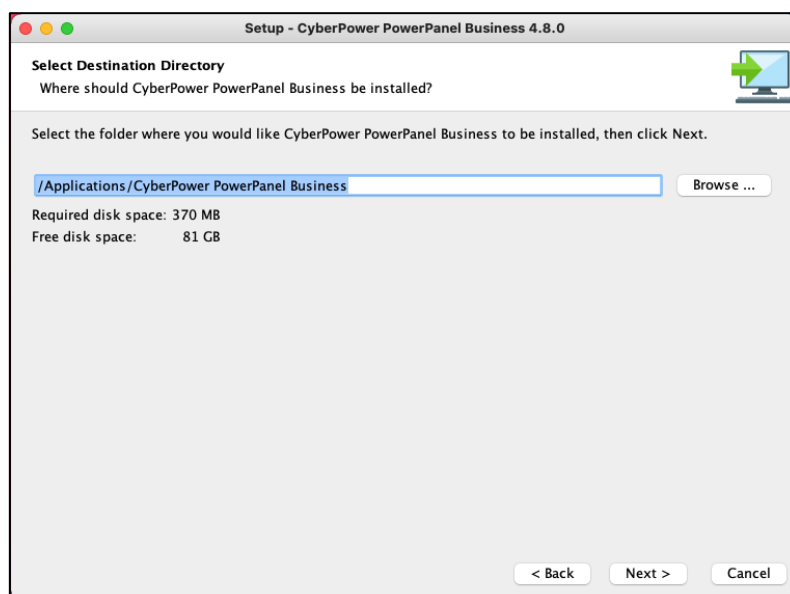 Setup - CyberPower PowerPanel Business 4.8.0
Select Destination Directory
Where should CyberPower PowerPanel Business be installed?
Select the folder where you would like CyberPower PowerPanel Business to be installed, then click Next.
/Applications/CyberPower PowerPanel Business
Browse ...
Required disk space: 370 MB
Free disk space: 81 GB
< Back Next > Cancel